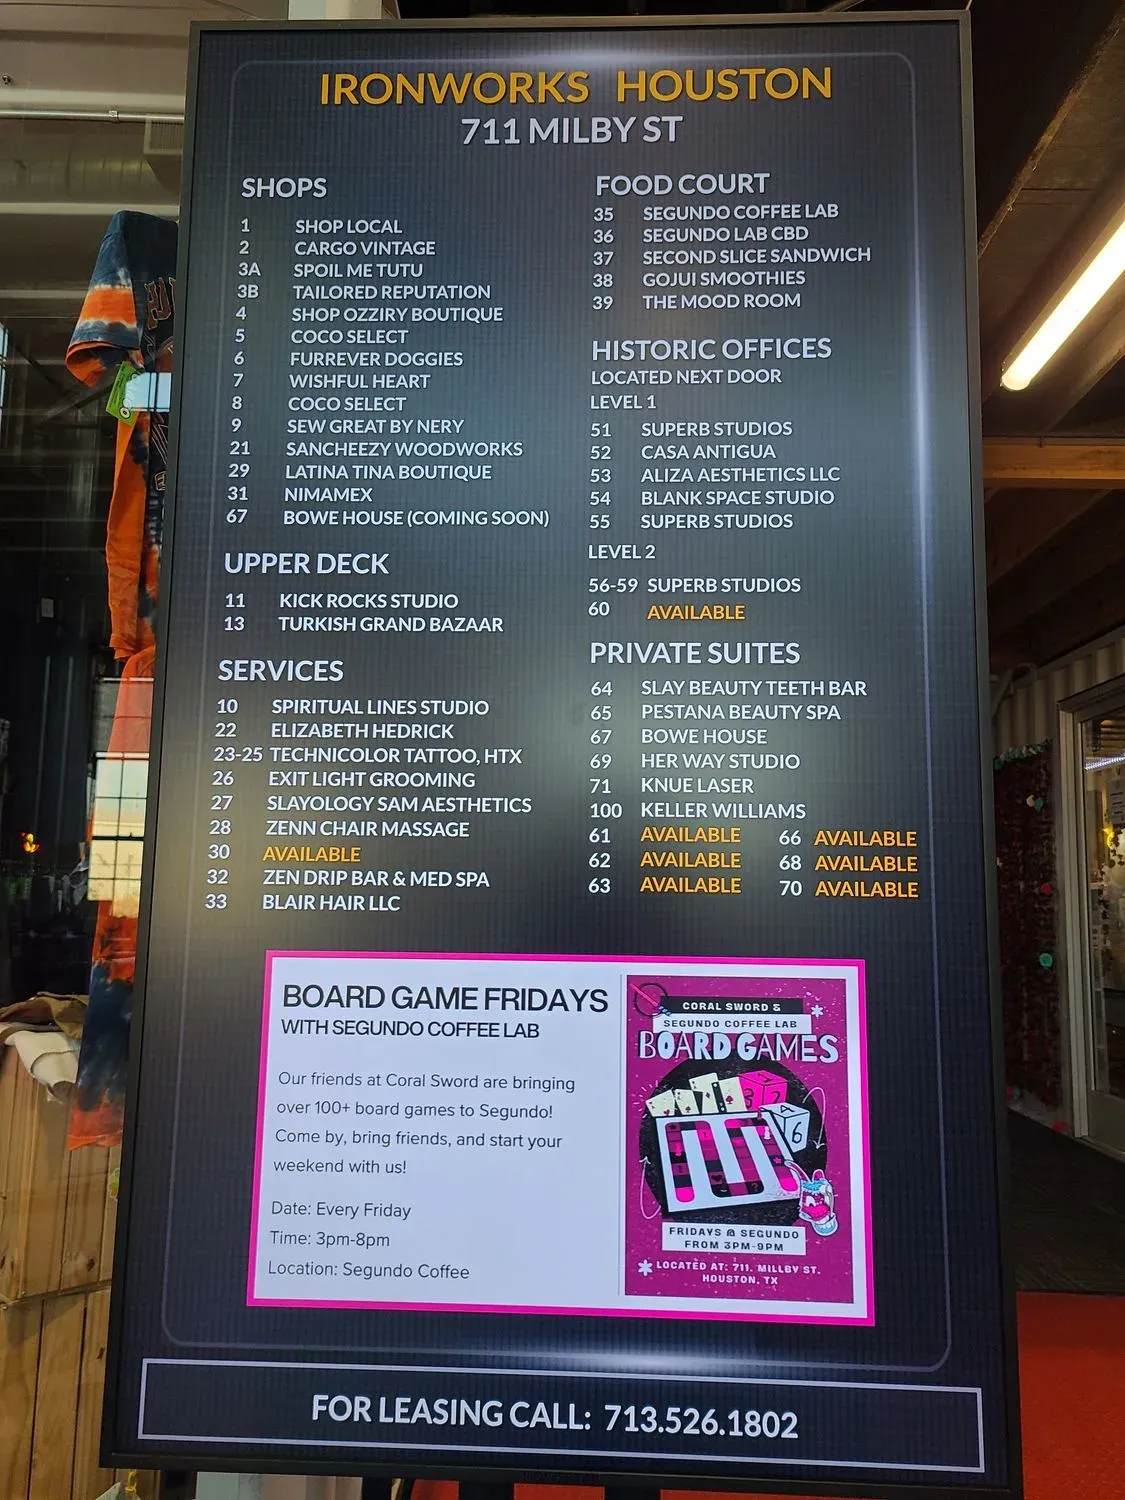 IRONWORKS HOUSTON
711 MILBY ST
SHOPS
1 SHOP LOCAL
2 CARGO VINTAGE
3A SPOIL ME TUTU
3B TAILORED REPUTATION
4 SHOP OZZIRY BOUTIQUE
5 COCO SELECT
6 FURREVER DOGGIES
7 WISHFUL HEART
8 COCO SELECT
9 SEW GREAT BY NERY
21 SANCHEEZY WOODWORKS
29 LATINA TINA BOUTIQUE
31 NIMAMEX
67 BOWE HOUSE (COMING SOON)
UPPER DECK
11 KICK ROCKS STUDIO
13 TURKISH GRAND BAZAAR
SERVICES
10 SPIRITUAL LINES STUDIO
22 ELIZABETH HEDRICK
23-25 TECHNICOLOR TATTOO, HTX
26 EXIT LIGHT GROOMING
27 SLAYOLOGY SAM AESTHETICS
28 ZENN CHAIR MASSAGE
30 AVAILABLE
32 ZEN DRIP BAR & MED SPA
33 BLAIR HAIR LLC
FOOD COURT
35 SEGUNDO COFFEE LAB
36 SEGUNDO LAB CBD
37 SECOND SLICE SANDWICH
38 GOJUI SMOOTHIES
39 THE MOOD ROOM
HISTORIC OFFICES
LOCATED NEXT DOOR
LEVEL 1
51 SUPERB STUDIOS
52 CASA ANTIGUA
53 ALIZA AESTHETICS LLC
54 BLANK SPACE STUDIO
55 SUPERB STUDIOS
LEVEL 2
56-59 SUPERB STUDIOS
60 AVAILABLE
PRIVATE SUITES
64 SLAY BEAUTY TEETH BAR
65 PESTANA BEAUTY SPA
67 BOWE HOUSE
69 HER WAY STUDIO
71 KNUE LASER
100 KELLER WILLIAMS
61 AVAILABLE 66 AVAILABLE
62 AVAILABLE 68 AVAILABLE
63 AVAILABLE 70 AVAILABLE
BOARD GAME FRIDAYS
WITH SEGUNDO COFFEE LAB
Our friends at Coral Sword are bringing
over 100+ board games to Segundo!
Come by, bring friends, and start your
weekend with us!
Date: Every Friday
Time: 3pm-8pm
Location: Segundo Coffee
CORAL SWORD &
SEGUNDO COFFEE LAB
BOARD GAMES
FRIDAYS @ SEGUNDO
FROM 3PM-9PM
LOCATED AT: 711. MILLBY ST.
HOUSTON, TX
FOR LEASING CALL: 713.526.1802